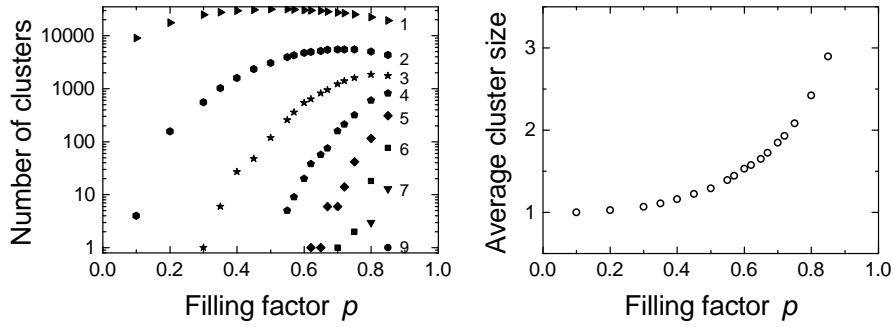 Number of clusters
10000
1000
100
10
1
1
2
3
4
5
6
7
9
0.0 0.2 0.4 0.6 0.8 1.0
Filling factor p
Average cluster size
3
2
1
0.0 0.2 0.4 0.6 0.8 1.0
Filling factor p